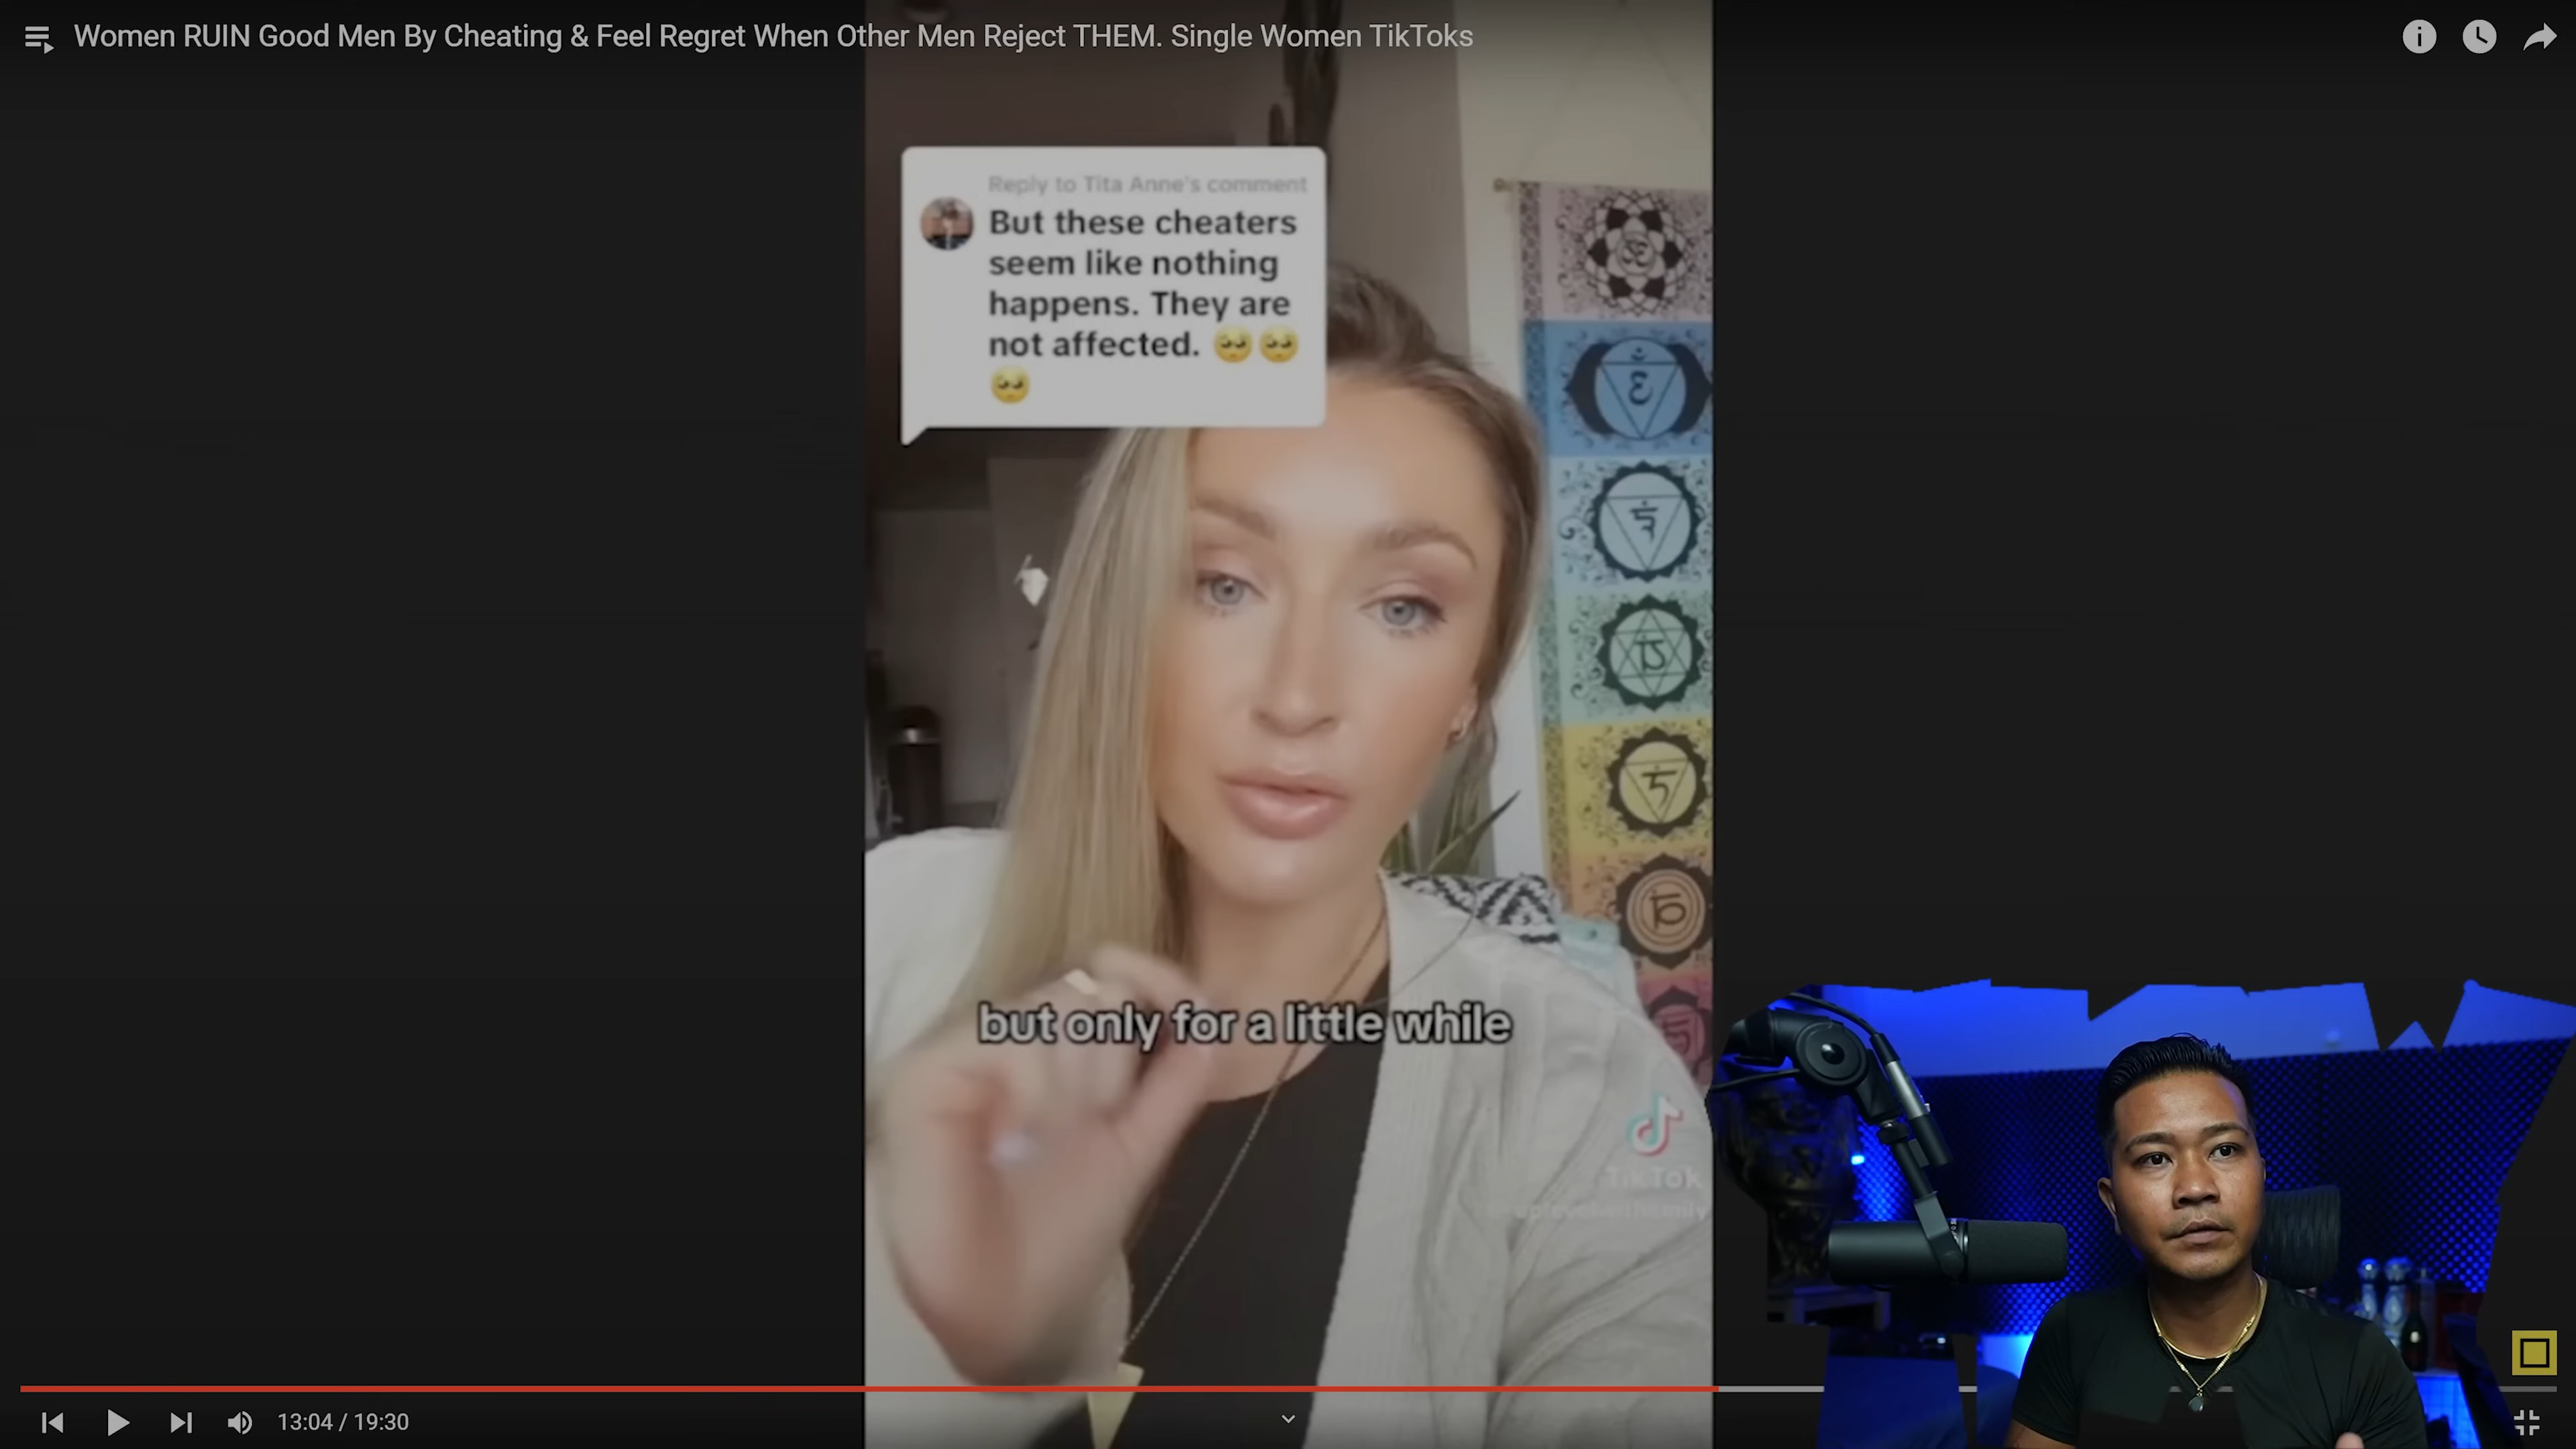 Women RUIN Good Men By Cheating & Feel Regret When Other Men Reject THEM. Single Women TikToks
Reply to Tita Anne's comment
But these cheaters
seem like nothing
happens. They are
not affected. 🥺🥺
🥺
but only for a little while
TikTok
13:04 / 19:30